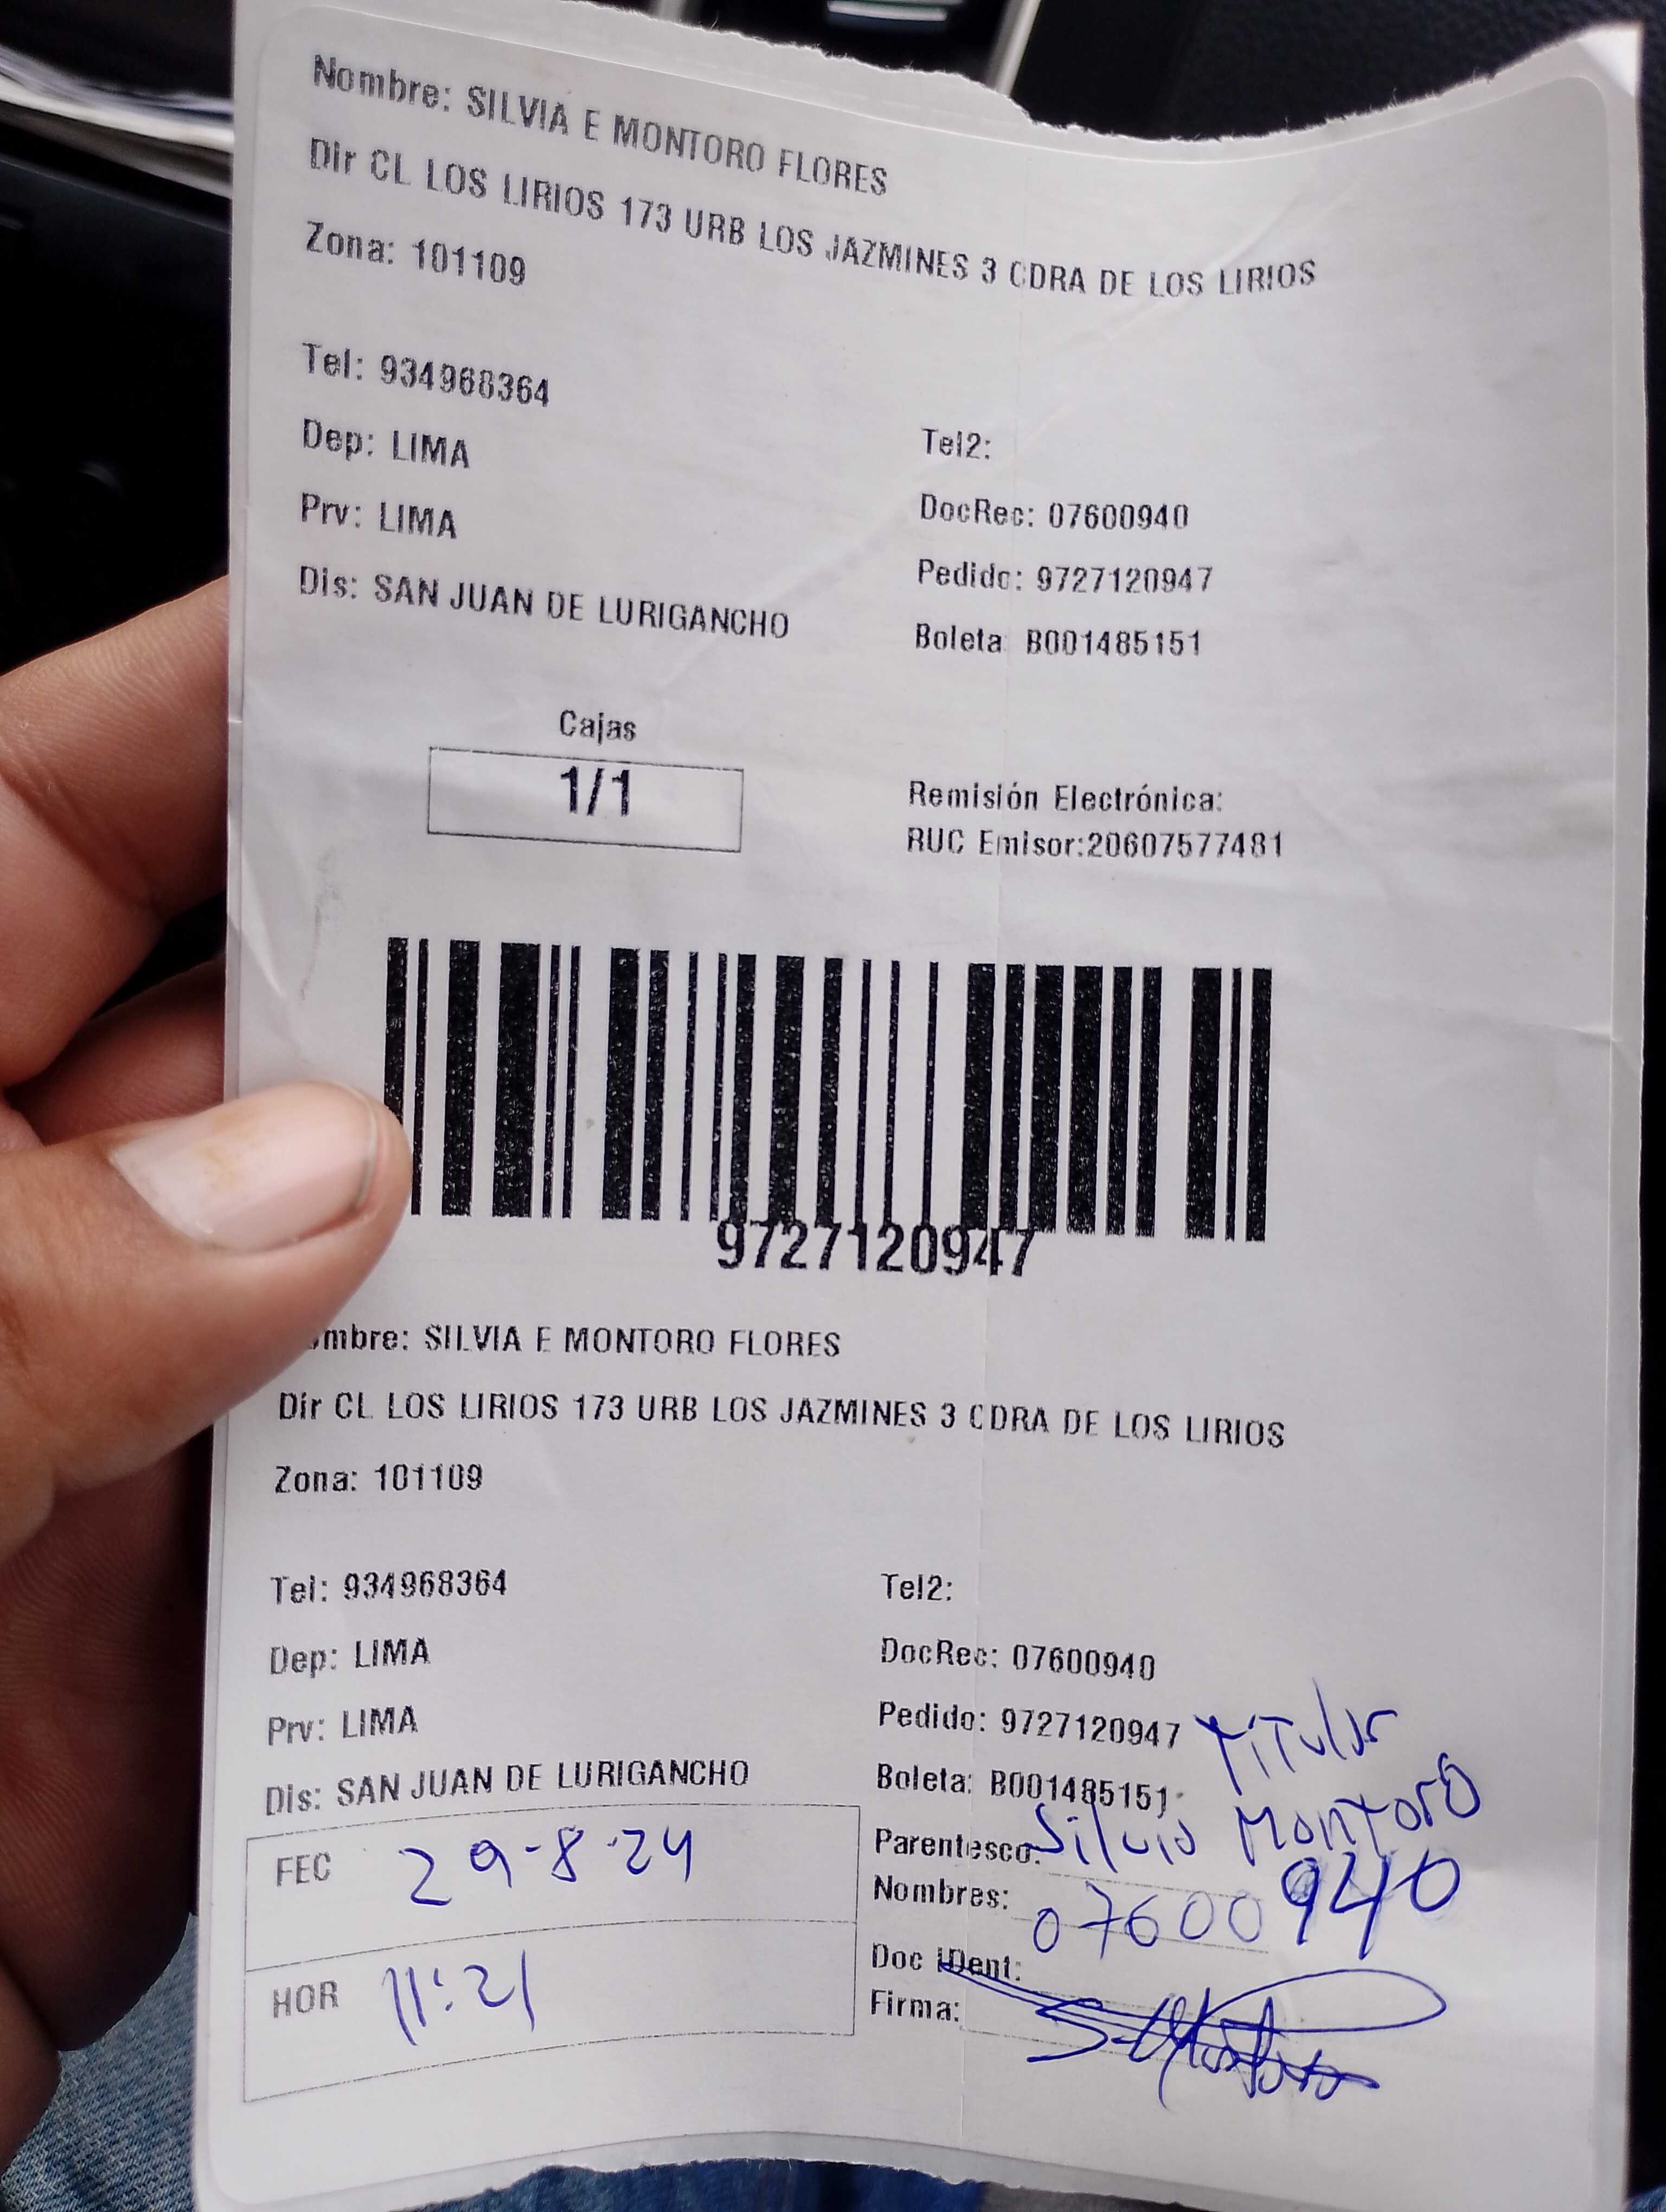 Nombre: SILVIA E MONTORO FLORES
Dir CL LOS LIRIOS 173 URB LOS JAZMINES 3 CDRA DE LOS LIRIOS
Zona: 101109
Tel: 934968364
Tel2:
Dep: LIMA
DocRec: 07600940
Prv: LIMA
Pedido: 9727120947
Dis: SAN JUAN DE LURIGANCHO
Boleta: B001485151
Cajas
1/1
Remisión Electrónica:
RUC Emisor:20607577481
9727120947
mbre: SILVIA E MONTORO FLORES
Dir CL LOS LIRIOS 173 URB LOS JAZMINES 3 CDRA DE LOS LIRIOS
Zona: 101109
Tel: 934968364
Tel2:
Dep: LIMA
DocRec: 07600940
Prv: LIMA
Pedido: 9727120947 Titular
Dis: SAN JUAN DE LURIGANCHO
Boleta: B001485151
Parentesco: Silvia Montoro
FEC 29-8-24
Nombres: 07600940
Doc IDent:
HOR 11:21
Firma: